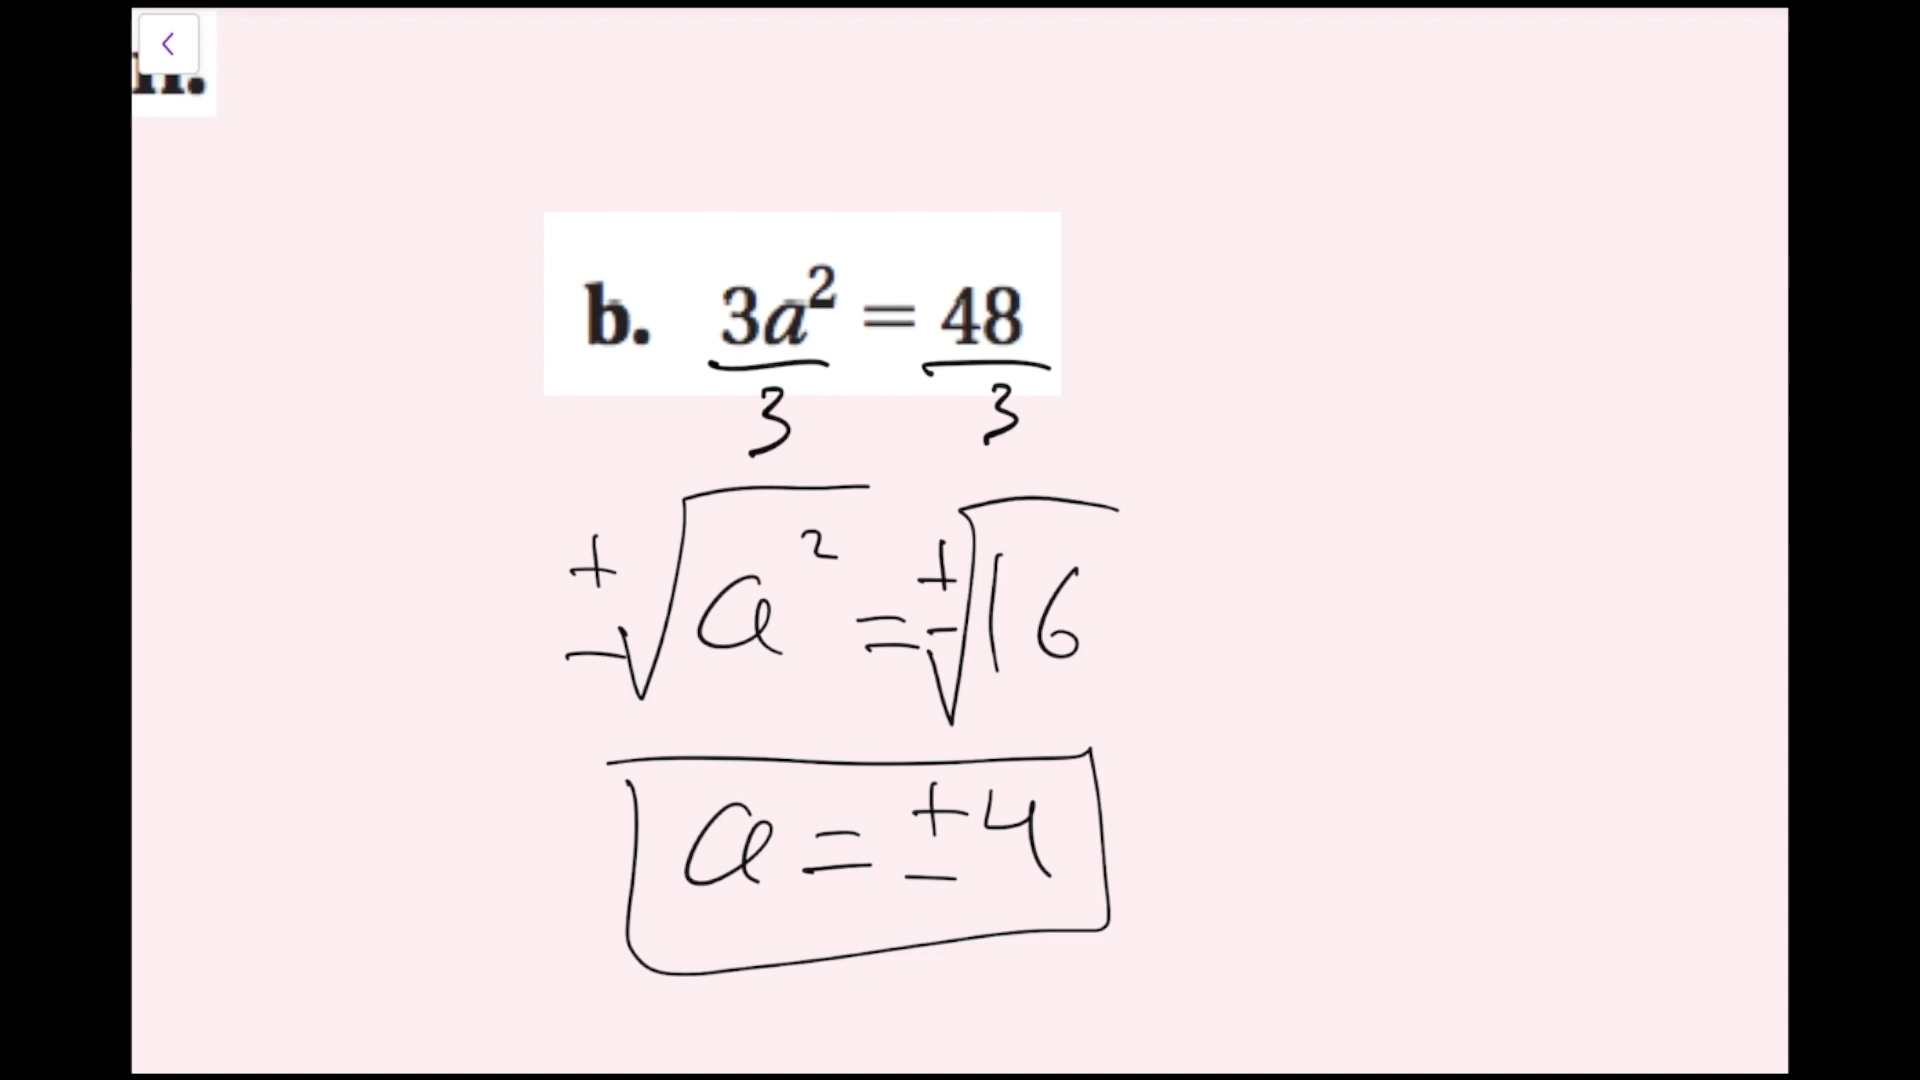 b. 3a² = 48
3 3
±√a² = ±√16
a = ±4